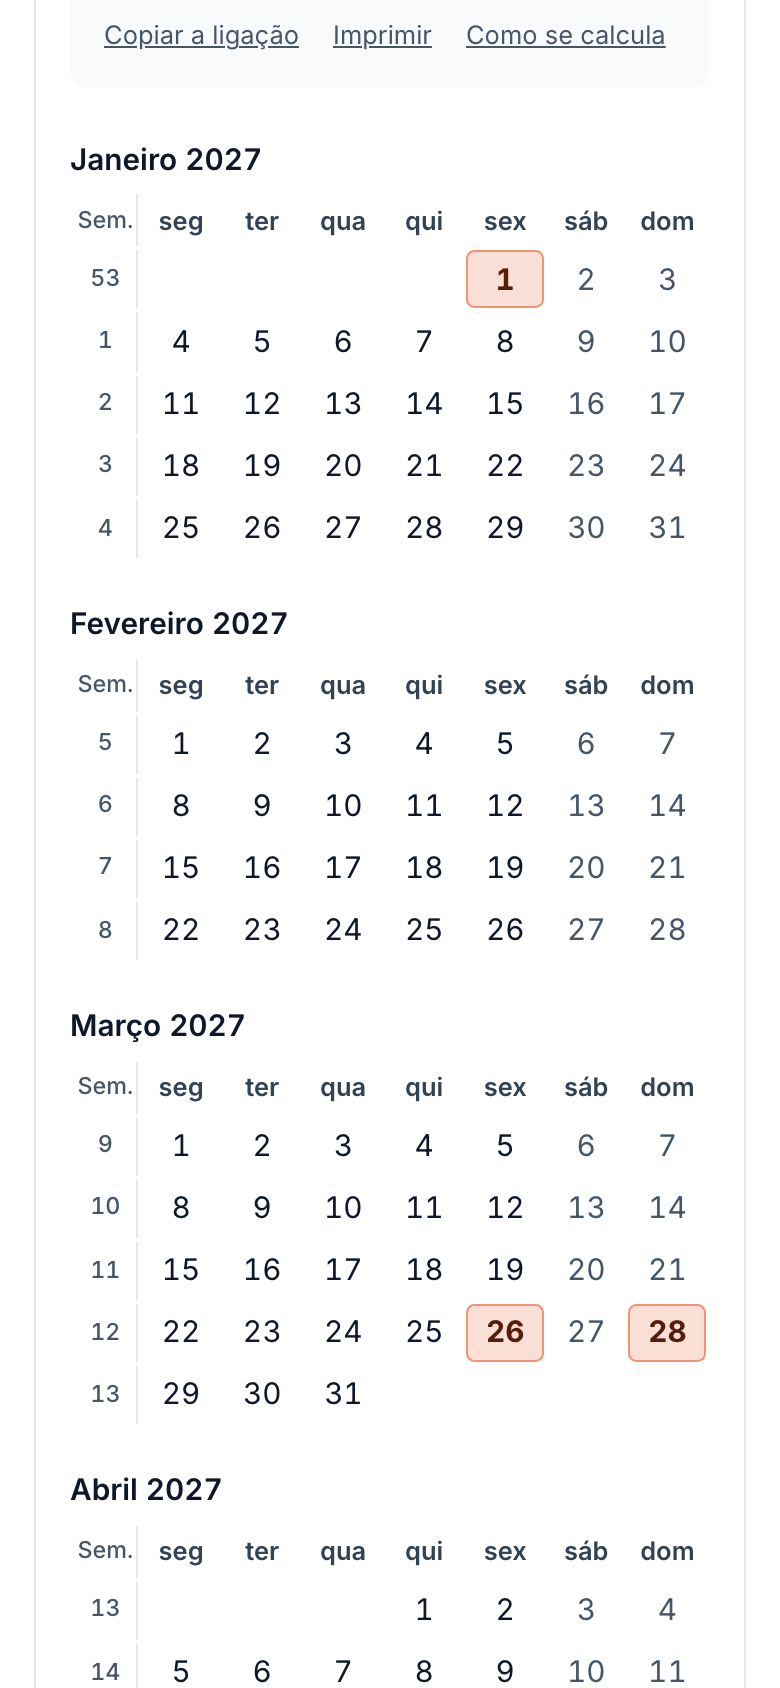 Copiar a ligação Imprimir Como se calcula
Janeiro 2027
Sem. seg ter qua qui sex sáb dom
53 1 2 3
1 4 5 6 7 8 9 10
2 11 12 13 14 15 16 17
3 18 19 20 21 22 23 24
4 25 26 27 28 29 30 31
Fevereiro 2027
Sem. seg ter qua qui sex sáb dom
5 1 2 3 4 5 6 7
6 8 9 10 11 12 13 14
7 15 16 17 18 19 20 21
8 22 23 24 25 26 27 28
Março 2027
Sem. seg ter qua qui sex sáb dom
9 1 2 3 4 5 6 7
10 8 9 10 11 12 13 14
11 15 16 17 18 19 20 21
12 22 23 24 25 26 27 28
13 29 30 31
Abril 2027
Sem. seg ter qua qui sex sáb dom
13 1 2 3 4
14 5 6 7 8 9 10 11